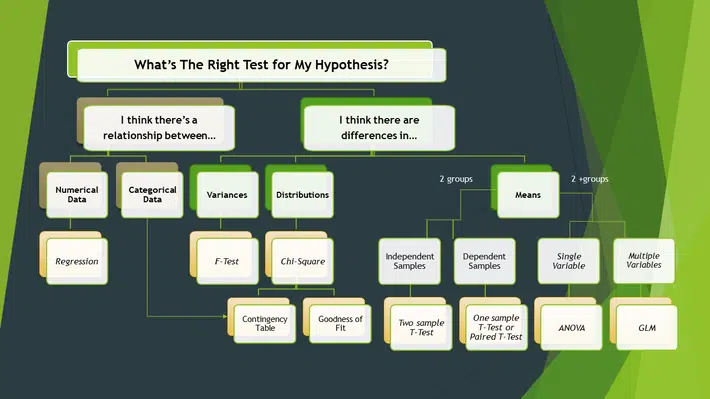 What's The Right Test for My Hypothesis?
I think there's a
relationship between...
I think there are
differences in...
Numerical
Data
Categorical
Data
Variances
Distributions
2 groups
Means
2 +groups
Regression
F-Test
Chi-Square
Independent
Samples
Dependent
Samples
Single
Variable
Multiple
Variables
Contingency
Table
Goodness of
Fit
Two sample
T-Test
One sample
T-Test or
Paired T-Test
ANOVA
GLM